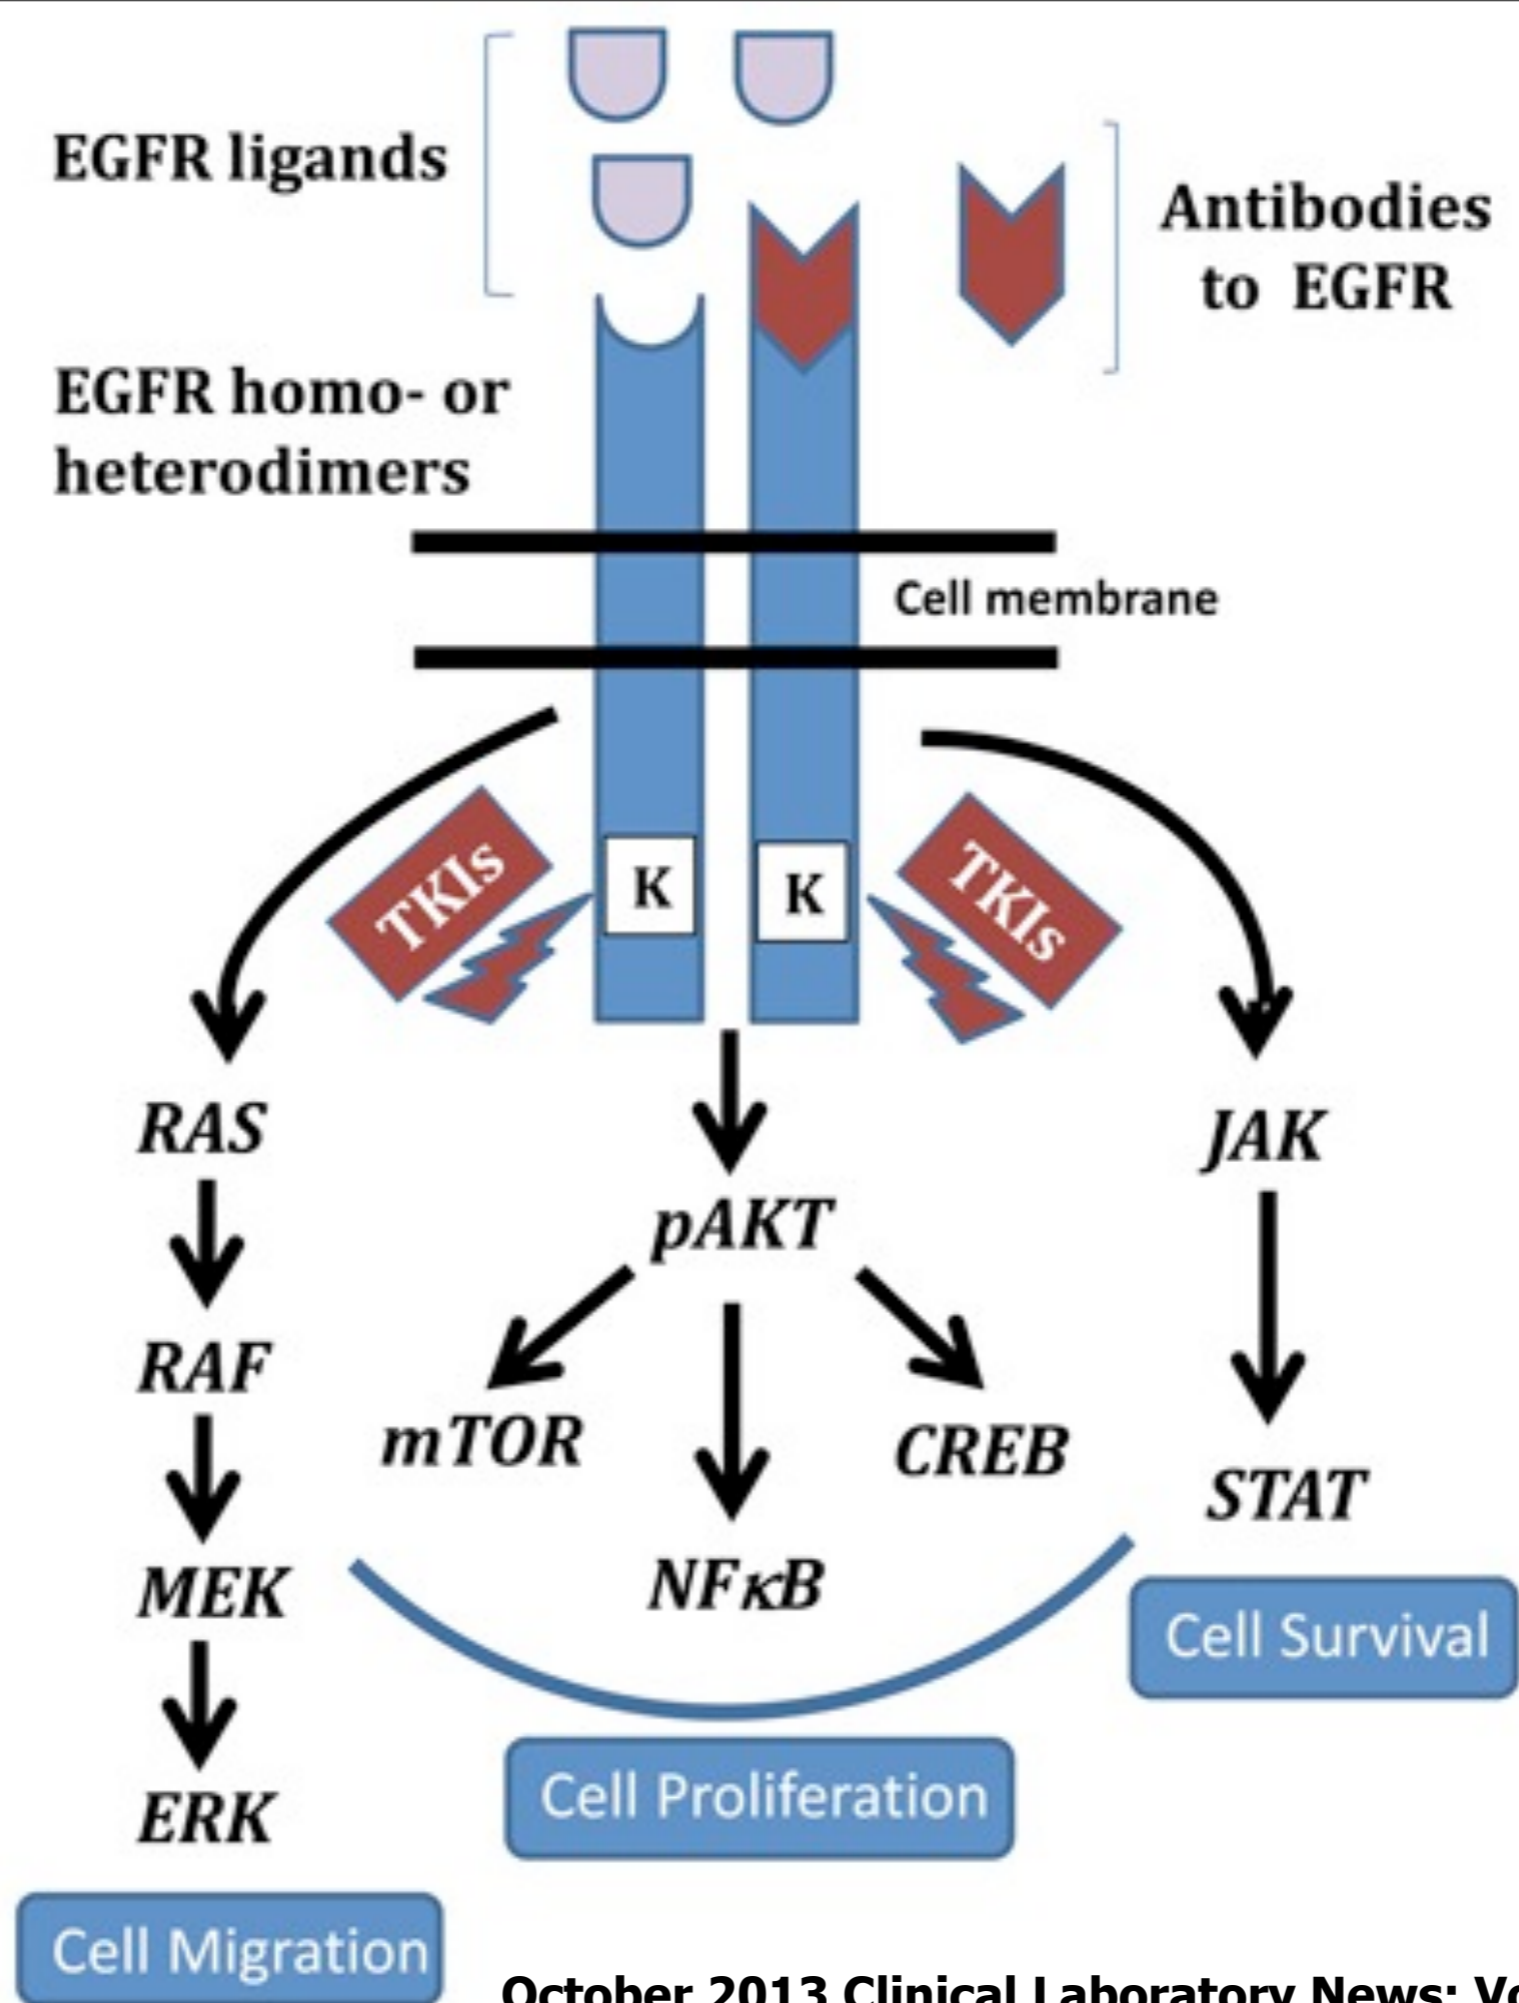 EGFR ligands
Antibodies
to EGFR
EGFR homo- or
heterodimers
Cell membrane
TKIs
K
K
TKIs
RAS
JAK
pAKT
RAF
mTOR
CREB
STAT
NFκB
MEK
Cell Survival
Cell Proliferation
ERK
Cell Migration
October 2013 Clinical Laboratory News: Vo